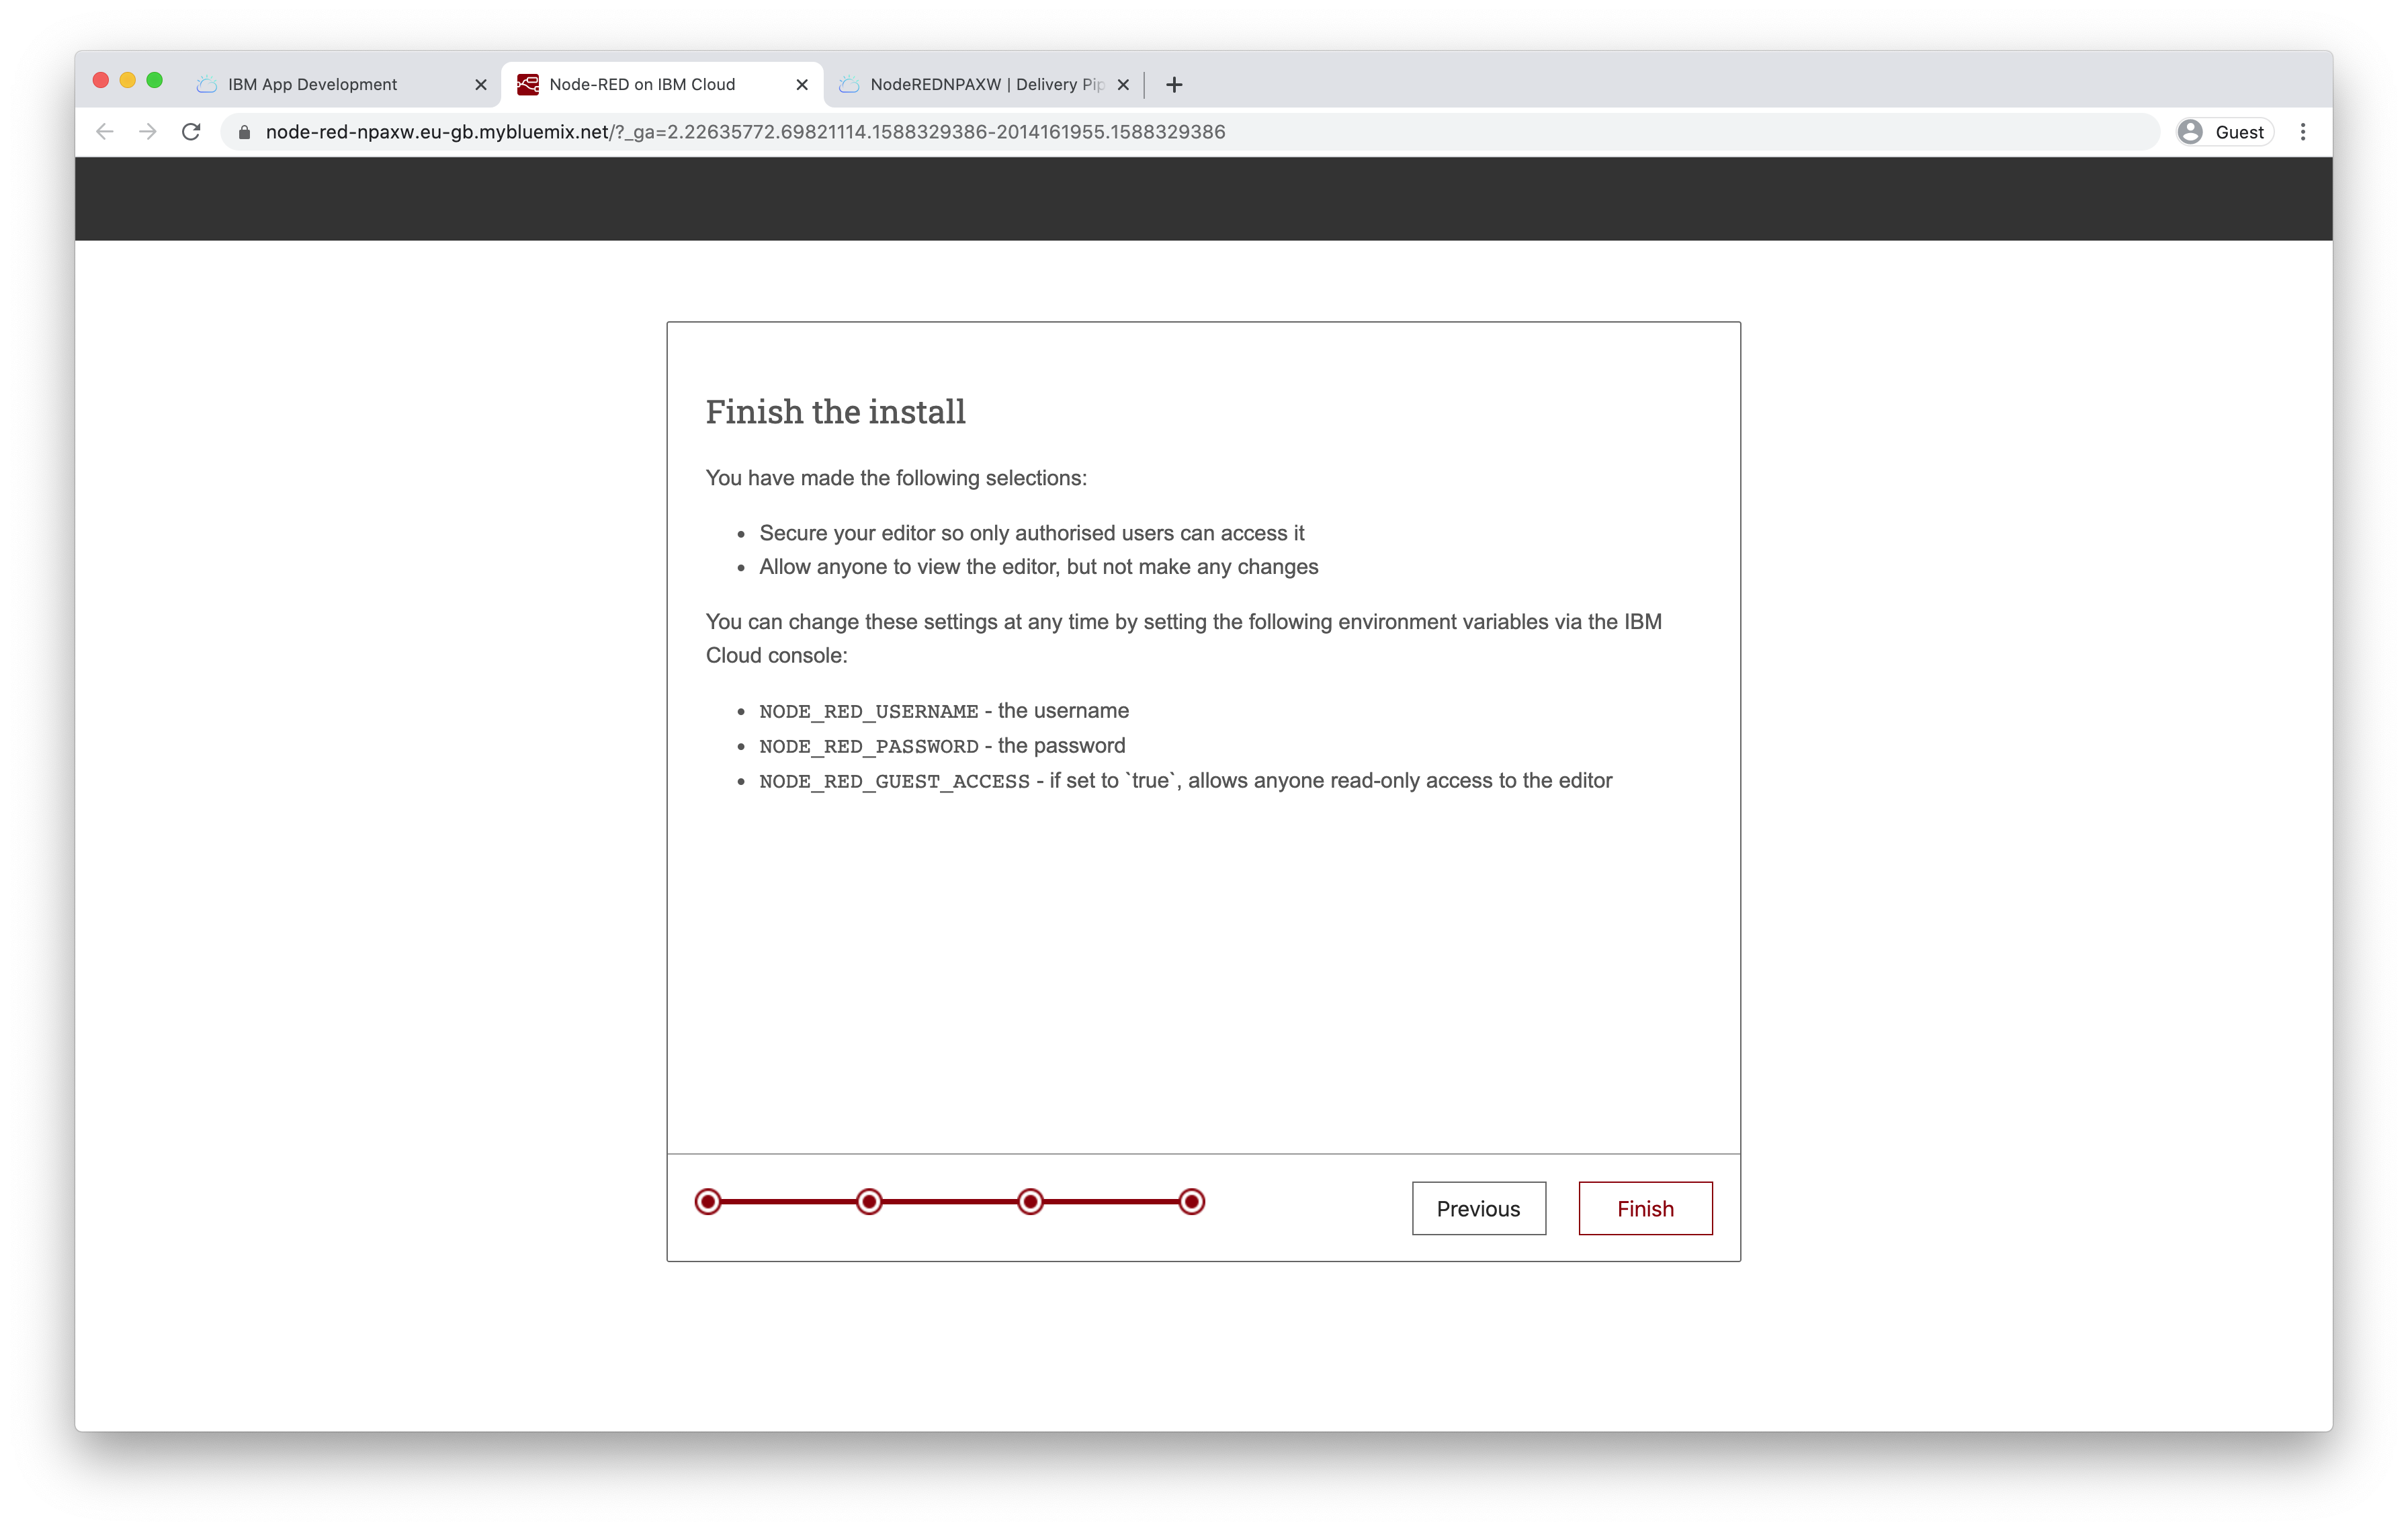 IBM App Development
Node-RED on IBM Cloud
NodeREDNPAXW | Delivery Pip
node-red-npaxw.eu-gb.mybluemix.net/?_ga=2.22635772.69821114.1588329386-2014161955.1588329386
Guest
Finish the install
You have made the following selections:
• Secure your editor so only authorised users can access it
• Allow anyone to view the editor, but not make any changes
You can change these settings at any time by setting the following environment variables via the IBM
Cloud console:
• NODE_RED_USERNAME - the username
• NODE_RED_PASSWORD - the password
• NODE_RED_GUEST_ACCESS - if set to `true`, allows anyone read-only access to the editor
Previous
Finish